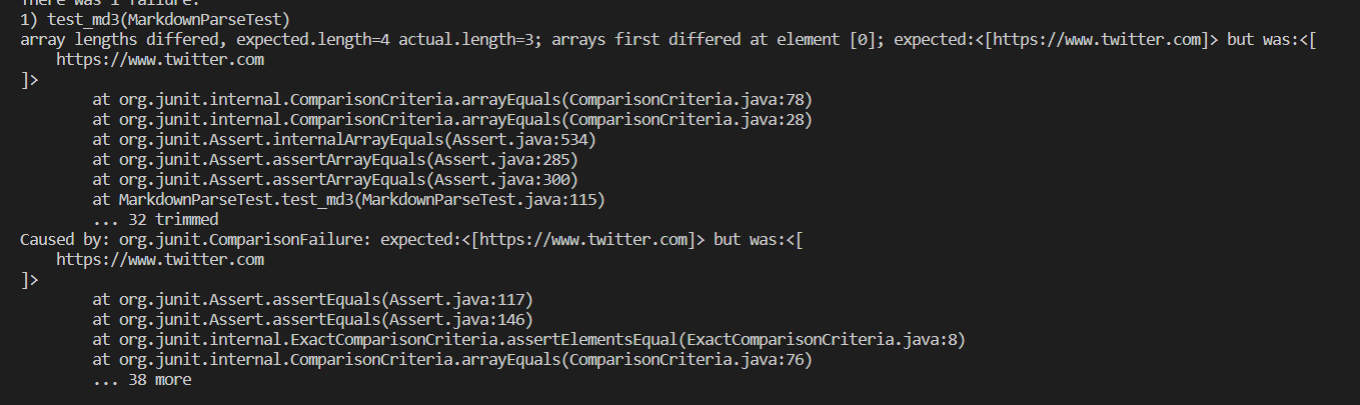 There was 1 failure:
1) test_md3(MarkdownParseTest)
array lengths differed, expected.length=4 actual.length=3; arrays first differed at element [0]; expected:<[https://www.twitter.com]> but was:<[
    https://www.twitter.com
]>
        at org.junit.internal.ComparisonCriteria.arrayEquals(ComparisonCriteria.java:78)
        at org.junit.internal.ComparisonCriteria.arrayEquals(ComparisonCriteria.java:28)
        at org.junit.Assert.internalArrayEquals(Assert.java:534)
        at org.junit.Assert.assertArrayEquals(Assert.java:285)
        at org.junit.Assert.assertArrayEquals(Assert.java:300)
        at MarkdownParseTest.test_md3(MarkdownParseTest.java:115)
        ... 32 trimmed
Caused by: org.junit.ComparisonFailure: expected:<[https://www.twitter.com]> but was:<[
    https://www.twitter.com
]>
        at org.junit.Assert.assertEquals(Assert.java:117)
        at org.junit.Assert.assertEquals(Assert.java:146)
        at org.junit.internal.ExactComparisonCriteria.assertElementsEqual(ExactComparisonCriteria.java:8)
        at org.junit.internal.ComparisonCriteria.arrayEquals(ComparisonCriteria.java:76)
        ... 38 more